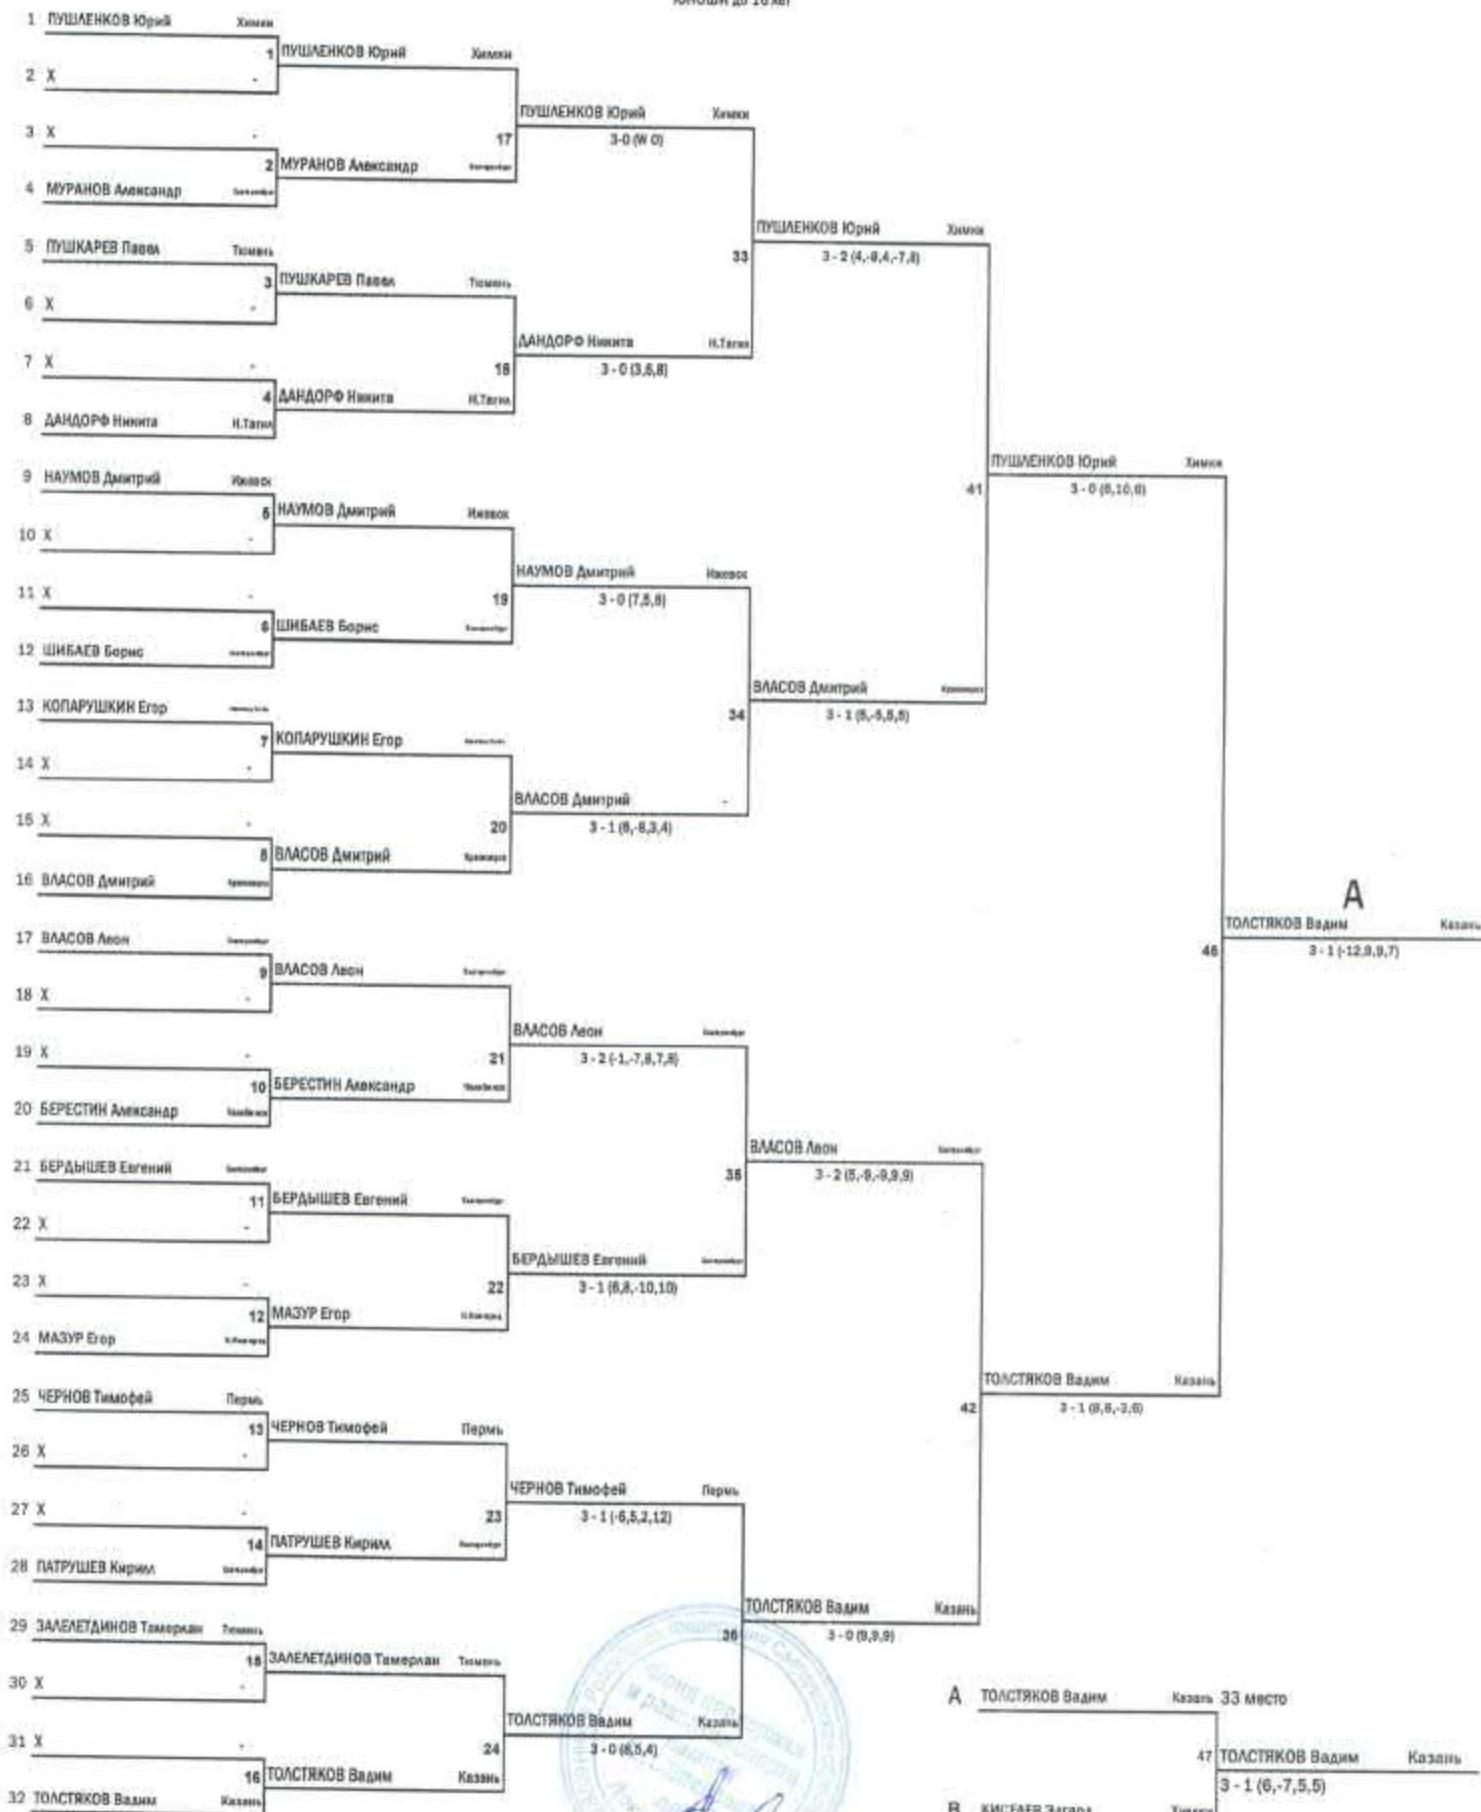 1 ПУШЛЕНКОВ Юрий Химки
1 ПУШЛЕНКОВ Юрий Химки
2 X -
ПУШЛЕНКОВ Юрий Химки
3-0 (W 0)
3 X -
17
2 МУРАНОВ Александр
4 МУРАНОВ Александр
ПУШЛЕНКОВ Юрий Химки
33 3 - 2 (4,-8,4,-7,8)
5 ПУШКАРЕВ Павел Тюмень
3 ПУШКАРЕВ Павел Тюмень
6 X -
ДАНДОРФ Никита Н.Тагил
3 - 0 (3,6,8)
7 X -
18
4 ДАНДОРФ Никита Н.Тагил
8 ДАНДОРФ Никита Н.Тагил
ПУШЛЕНКОВ Юрий Химки
41 3 - 0 (6,10,6)
9 НАУМОВ Дмитрий Ижевск
5 НАУМОВ Дмитрий Ижевск
10 X -
НАУМОВ Дмитрий Ижевск
3 - 0 (7,5,8)
11 X -
19
6 ШИБАЕВ Борис
12 ШИБАЕВ Борис
ВЛАСОВ Дмитрий
34 3 - 1 (5,-5,5,5)
13 КОПАРУШКИН Егор
7 КОПАРУШКИН Егор
14 X -
ВЛАСОВ Дмитрий -
3 - 1 (6,-8,3,4)
15 X -
20
8 ВЛАСОВ Дмитрий
16 ВЛАСОВ Дмитрий
A
ТОЛСТЯКОВ Вадим Казань
46 3 - 1 (-12,9,9,7)
17 ВЛАСОВ Леон
9 ВЛАСОВ Леон
18 X -
ВЛАСОВ Леон
3 - 2 (-1,-7,8,7,8)
19 X -
21
10 БЕРЕСТИН Александр Челябинск
20 БЕРЕСТИН Александр Челябинск
ВЛАСОВ Леон
35 3 - 2 (5,-9,-9,9,9)
21 БЕРДЫШЕВ Евгений
11 БЕРДЫШЕВ Евгений
22 X -
БЕРДЫШЕВ Евгений
3 - 1 (6,8,-10,10)
23 X -
22
12 МАЗУР Егор
24 МАЗУР Егор
ТОЛСТЯКОВ Вадим Казань
42 3 - 1 (8,6,-3,6)
25 ЧЕРНОВ Тимофей Пермь
13 ЧЕРНОВ Тимофей Пермь
26 X -
ЧЕРНОВ Тимофей Пермь
3 - 1 (-6,5,2,12)
27 X -
23
14 ПАТРУШЕВ Кирилл
28 ПАТРУШЕВ Кирилл
ТОЛСТЯКОВ Вадим Казань
36 3 - 0 (9,9,9)
29 ЗАЛЕЛЕТДИНОВ Тамерлан Тюмень
15 ЗАЛЕЛЕТДИНОВ Тамерлан Тюмень
30 X -
ТОЛСТЯКОВ Вадим Казань
3 - 0 (8,5,4)
31 X -
24
16 ТОЛСТЯКОВ Вадим Казань
32 ТОЛСТЯКОВ Вадим Казань
A ТОЛСТЯКОВ Вадим Казань 33 место
47 ТОЛСТЯКОВ Вадим Казань
3 - 1 (6,-7,5,5)
B